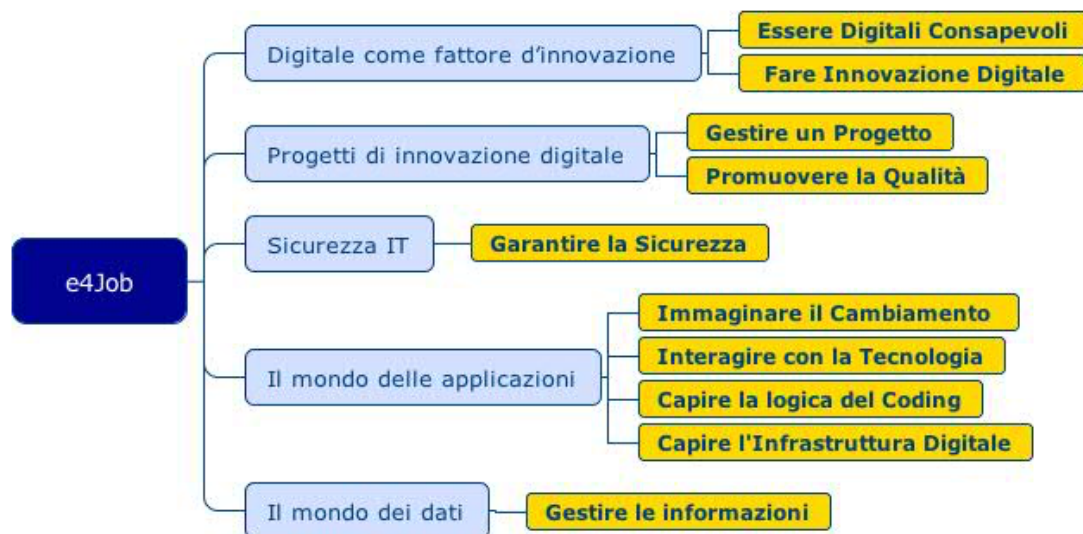 e4Job
Digitale come fattore d’innovazione
Essere Digitali Consapevoli
Fare Innovazione Digitale
Progetti di innovazione digitale
Gestire un Progetto
Promuovere la Qualità
Sicurezza IT
Garantire la Sicurezza
Il mondo delle applicazioni
Immaginare il Cambiamento
Interagire con la Tecnologia
Capire la logica del Coding
Capire l'Infrastruttura Digitale
Il mondo dei dati
Gestire le informazioni